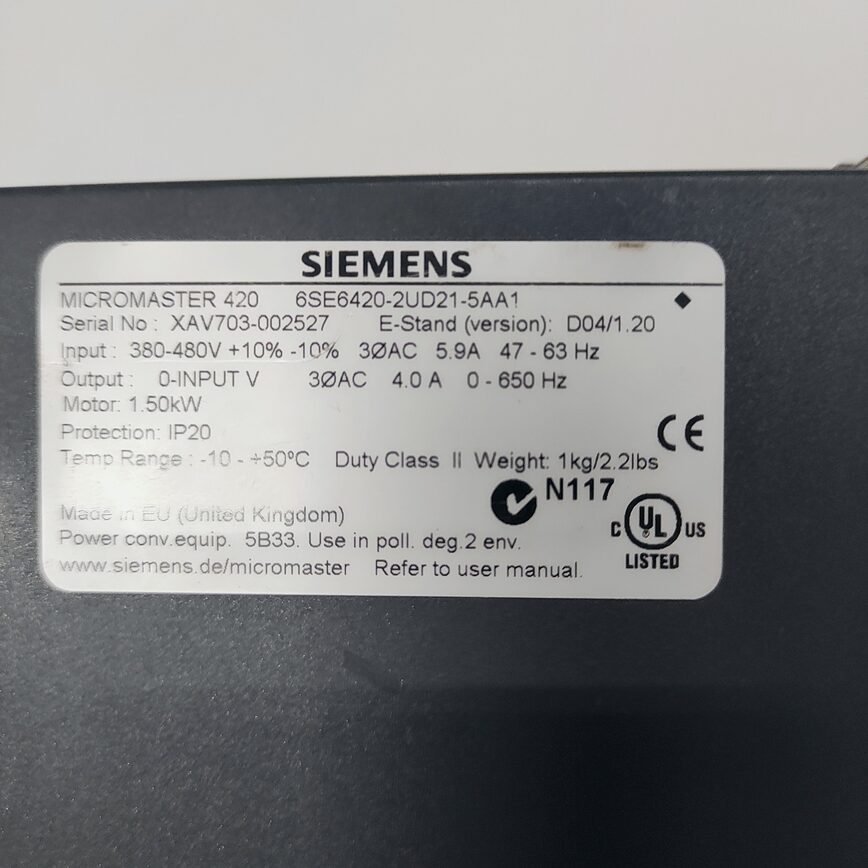 SIEMENS
MICROMASTER 420 6SE6420-2UD21-5AA1
Serial No : XAV703-002527 E-Stand (version): D04/1.20
Input : 380-480V +10% -10% 3ØAC 5.9A 47 - 63 Hz
Output : 0-INPUT V 3ØAC 4.0 A 0 - 650 Hz
Motor: 1.50kW
Protection: IP20
Temp Range : -10 - +50ºC Duty Class II Weight: 1kg/2.2lbs
CE
N117
Made in EU (United Kingdom)
C UL US
LISTED
Power conv.equip. 5B33. Use in poll. deg.2 env.
www.siemens.de/micromaster Refer to user manual.